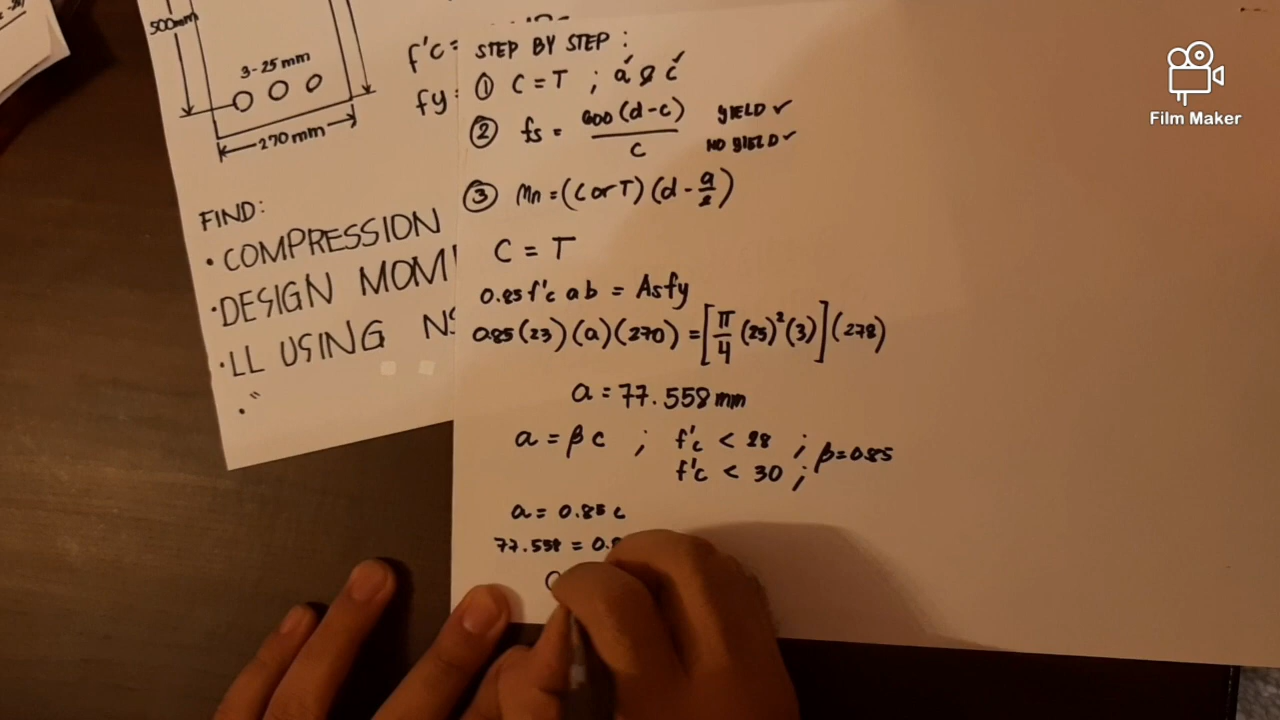 500mm
3-25 mm
270 mm
f'c =
fy =
FIND:
• COMPRESSION
• DESIGN MOM
• LL USING NS
• "
STEP BY STEP :
① C = T ; a ✓ & c ✓
② fs = 600 (d - c) / c YIELD ✓
NO YIELD ✓
③ Mn = (C or T) (d - a/2)
C = T
0.85 f'c a b = As fy
0.85 (23) (a) (270) = [π/4 (25)² (3)] (278)
a = 77.558 mm
a = β c ; f'c < 28 ; β = 0.85
f'c < 30 ;
a = 0.85 c
77.558 = 0.8
Film Maker